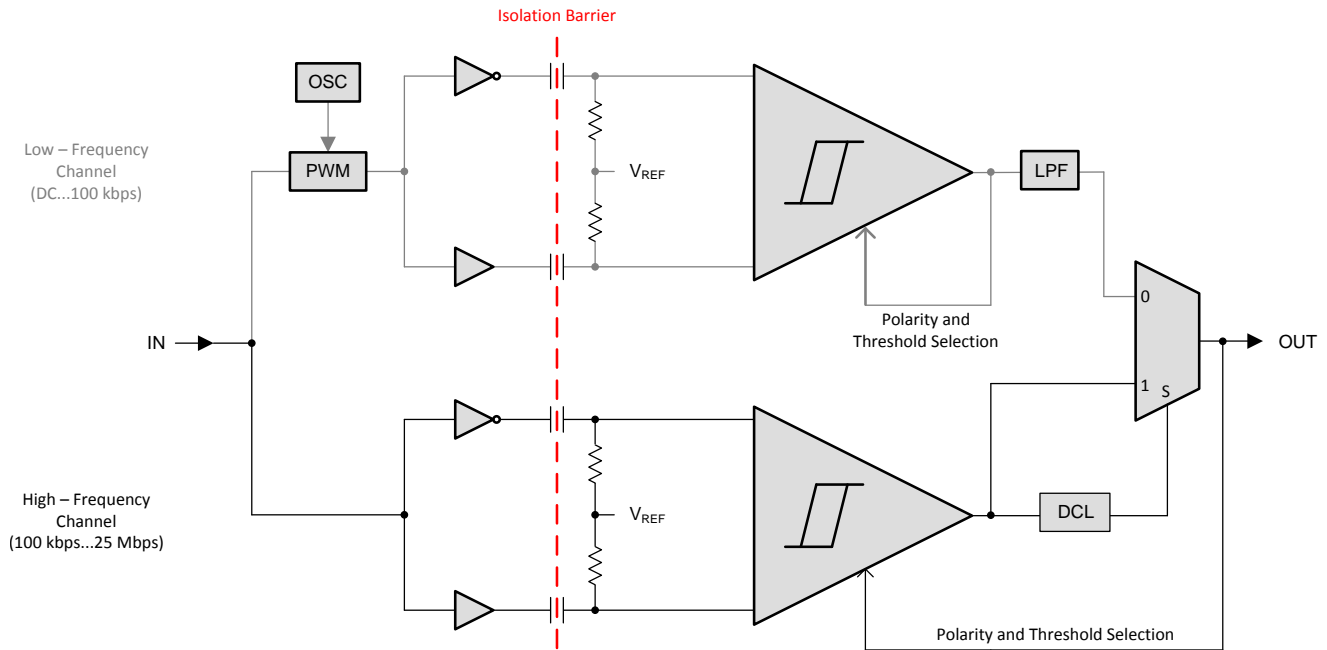 Isolation Barrier
OSC
Low – Frequency
Channel
(DC...100 kbps)
PWM
VREF
LPF
Polarity and
Threshold Selection
0
1
S
IN
OUT
High – Frequency
Channel
(100 kbps...25 Mbps)
VREF
DCL
Polarity and Threshold Selection